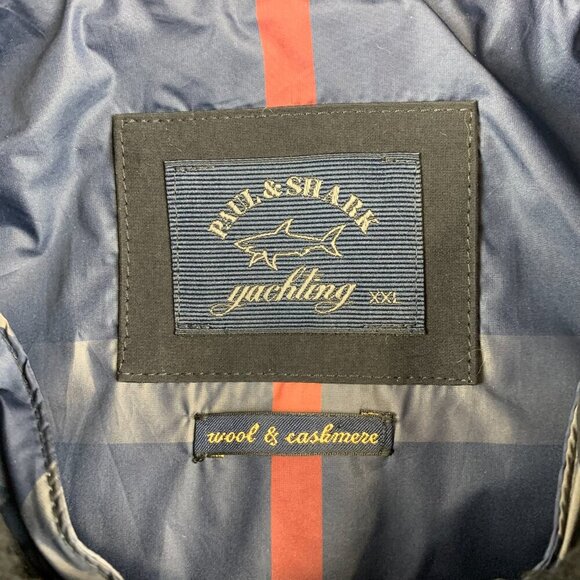 PAUL & SHARK
yachting XXL
wool & cashmere